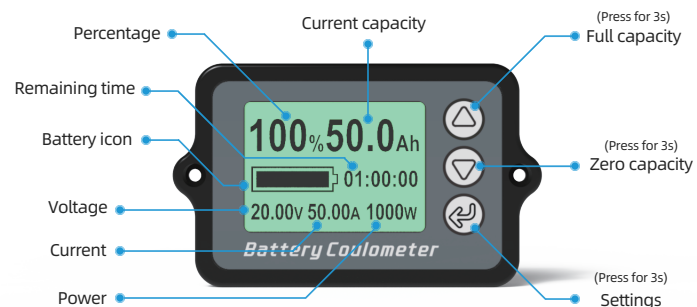 Percentage
Current capacity
(Press for 3s)
Full capacity
Remaining time
Battery icon
100%50.0Ah
01:00:00
(Press for 3s)
Zero capacity
Voltage
20.00V 50.00A 1000W
Current
Battery Coulometer
Power
(Press for 3s)
Settings